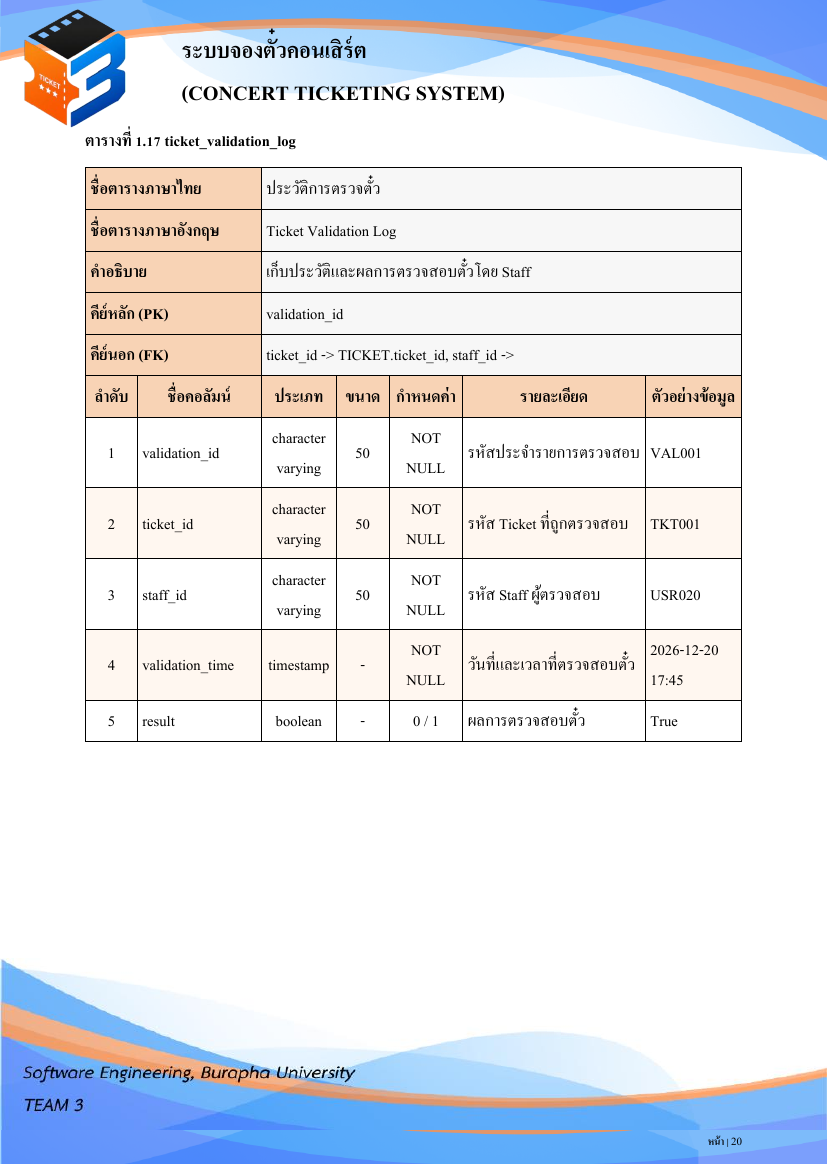 ระบบจองตั๋วคอนเสิร์ต
(CONCERT TICKETING SYSTEM)
TICKET
ตารางที่ 1.17 ticket_validation_log
ชื่อตารางภาษาไทย ประวัติการตรวจตั๋ว
ชื่อตารางภาษาอังกฤษ Ticket Validation Log
คำอธิบาย เก็บประวัติและผลการตรวจสอบตั๋วโดย Staff
คีย์หลัก (PK) validation_id
คีย์นอก (FK) ticket_id -> TICKET.ticket_id, staff_id ->
ลำดับ ชื่อคอลัมน์ ประเภท ขนาด กำหนดค่า รายละเอียด ตัวอย่างข้อมูล
1 validation_id character varying 50 NOT NULL รหัสประจำรายการตรวจสอบ VAL001
2 ticket_id character varying 50 NOT NULL รหัส Ticket ที่ถูกตรวจสอบ TKT001
3 staff_id character varying 50 NOT NULL รหัส Staff ผู้ตรวจสอบ USR020
4 validation_time timestamp - NOT NULL วันที่และเวลาที่ตรวจสอบตั๋ว 2026-12-20 17:45
5 result boolean - 0 / 1 ผลการตรวจสอบตั๋ว True
Software Engineering, Burapha University
TEAM 3
หน้า | 20